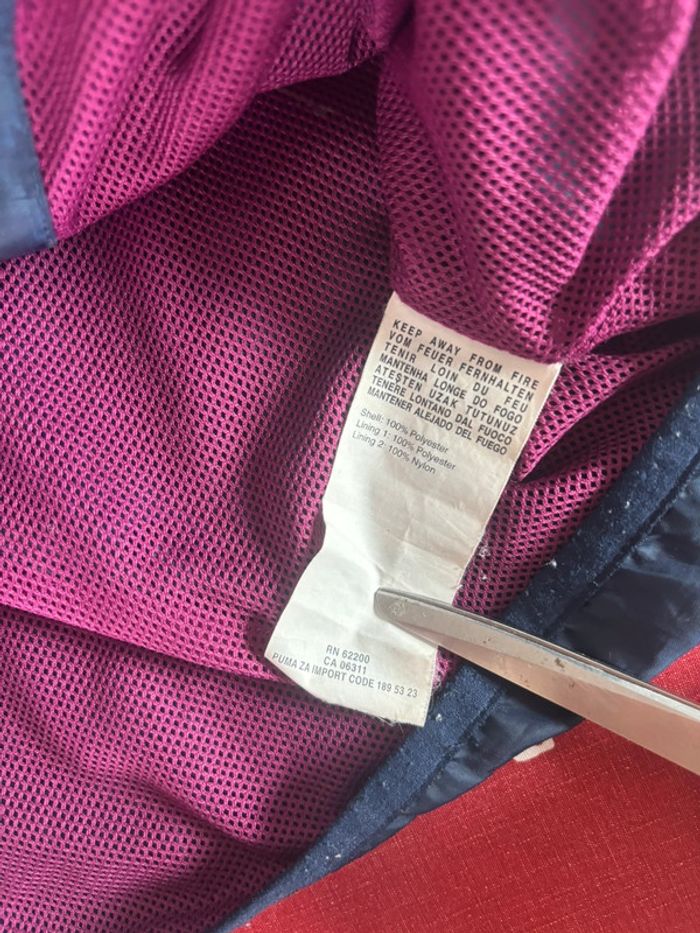 KEEP AWAY FROM FIRE
VOM FEUER FERNHALTEN
TENIR LOIN DU FEU
MANTENHA LONGE DO FOGO
ATEŞTEN UZAK TUTUNUZ
TENERE LONTANO DAL FUOCO
MANTENER ALEJADO DEL FUEGO
Shell: 100% Polyester
Lining 1: 100% Polyester
Lining 2: 100% Nylon
RN 62200
CA 06311
PUMA ZA IMPORT CODE 189 53 23